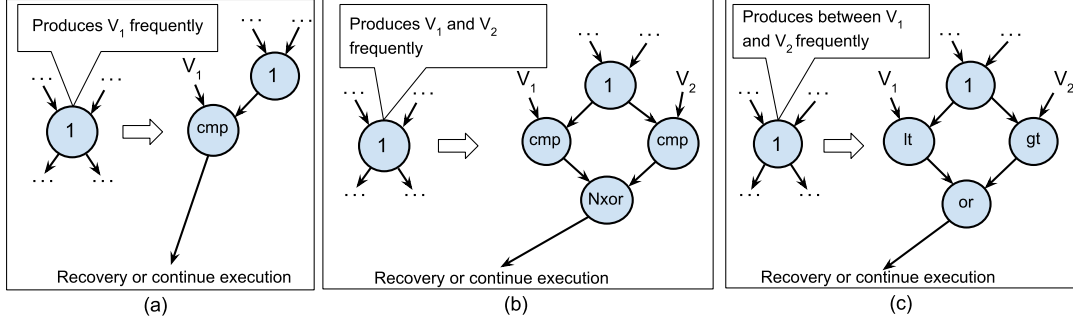 Produces V1 frequently
...
...
V1
1
...
...
1
cmp
...
...
Recovery or continue execution
(a)
Produces V1 and V2
frequently
...
...
1
V1
V2
...
...
1
cmp
cmp
...
...
Nxor
Recovery or continue execution
(b)
Produces between V1
and V2 frequently
...
...
1
V1
V2
...
...
1
lt
gt
...
...
or
Recovery or continue execution
(c)